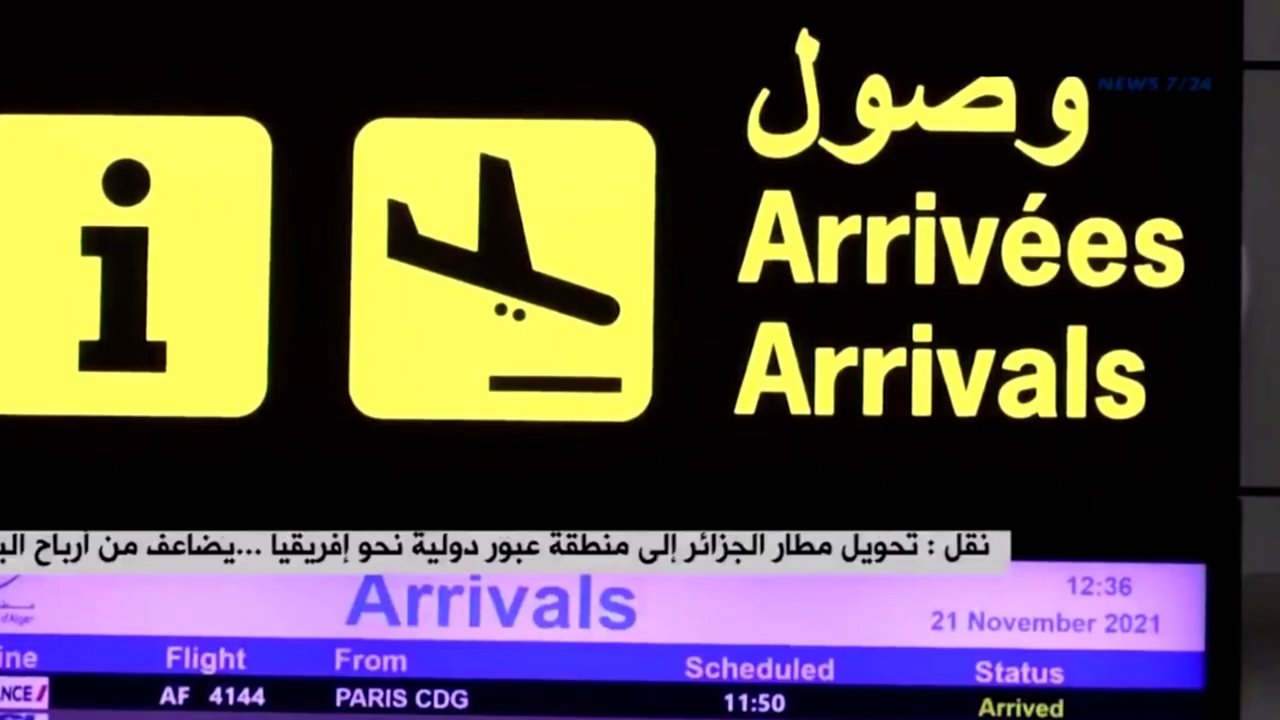 وصول
NEWS 7/24
Arrivées
Arrivals
i
نقل : تحويل مطار الجزائر إلى منطقة عبور دولية نحو إفريقيا ...يضاعف من أرباح
Arrivals
12:36
21 November 2021
Flight From Scheduled Status
AF 4144 PARIS CDG 11:50 Arrived